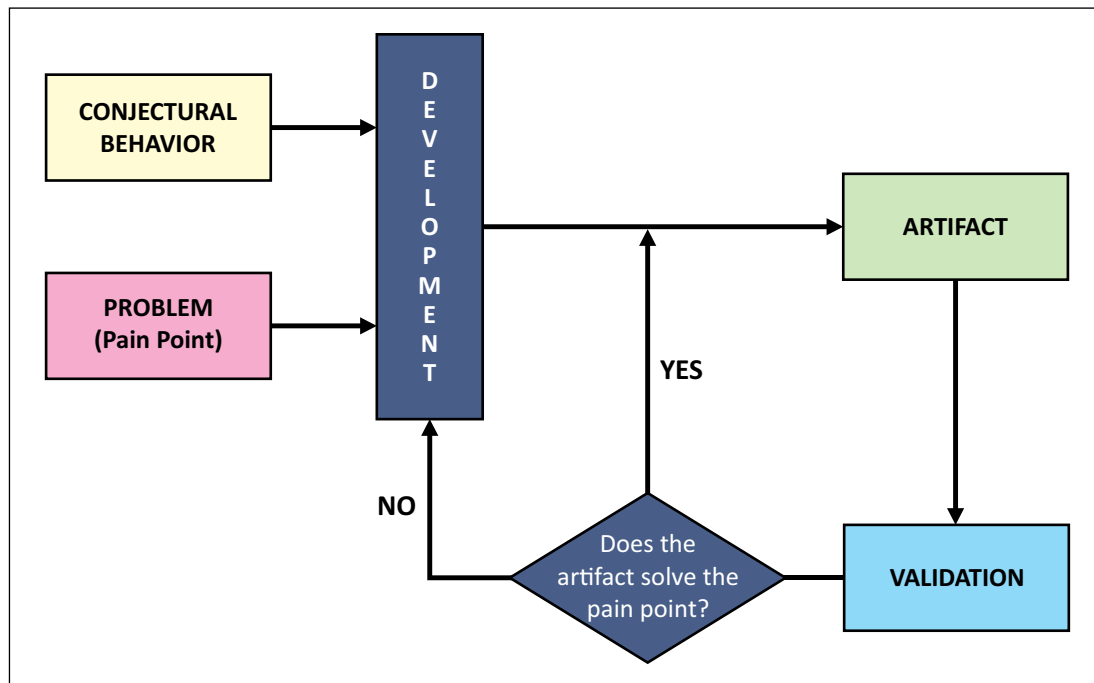 CONJECTURAL
BEHAVIOR
PROBLEM
(Pain Point)
D
E
V
E
L
O
P
M
E
N
T
ARTIFACT
YES
NO
Does the
artifact solve the
pain point?
VALIDATION